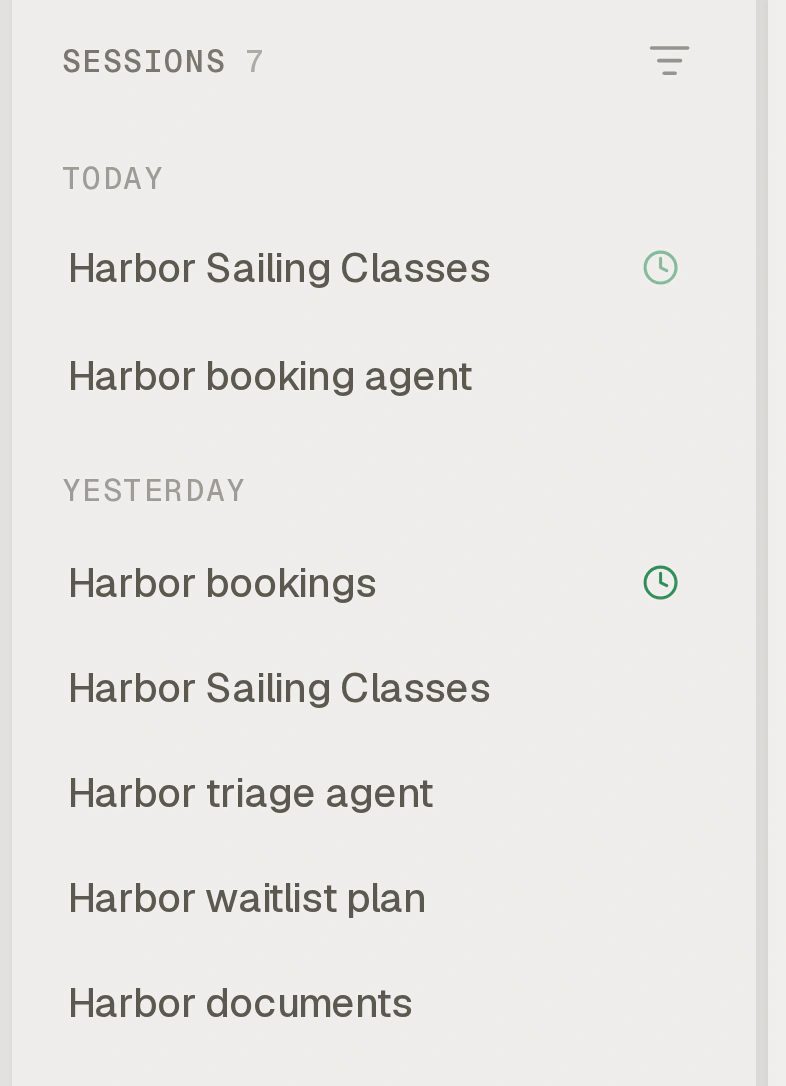 SESSIONS 7
TODAY
Harbor Sailing Classes
Harbor booking agent
YESTERDAY
Harbor bookings
Harbor Sailing Classes
Harbor triage agent
Harbor waitlist plan
Harbor documents